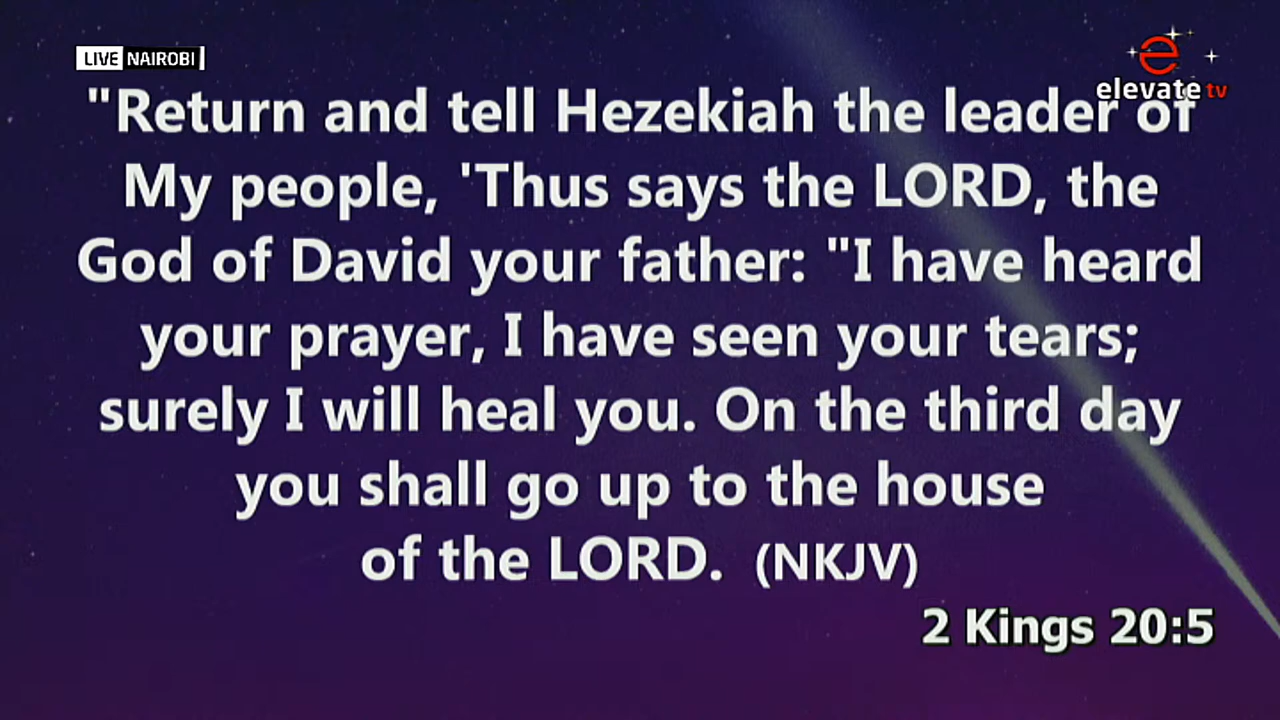 LIVE NAIROBI
elevate tv
"Return and tell Hezekiah the leader of
My people, 'Thus says the LORD, the
God of David your father: "I have heard
your prayer, I have seen your tears;
surely I will heal you. On the third day
you shall go up to the house
of the LORD. (NKJV)
2 Kings 20:5